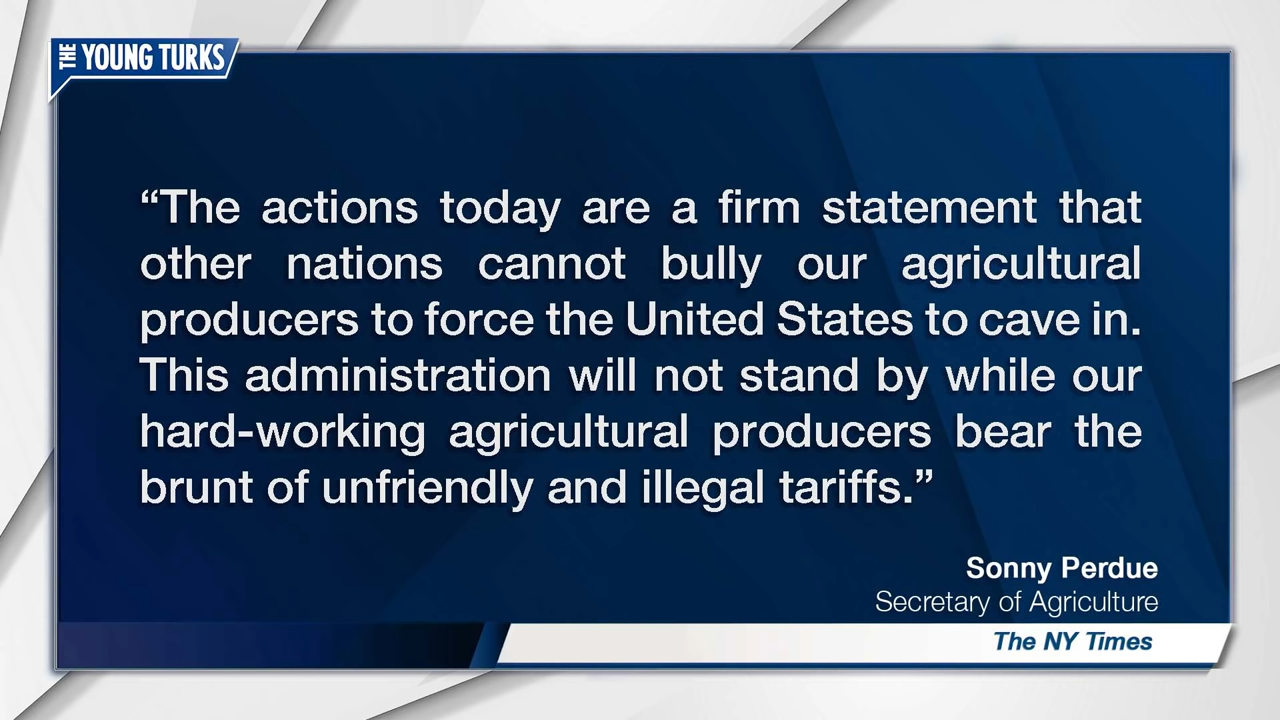 THE YOUNG TURKS
“The actions today are a firm statement that
other nations cannot bully our agricultural
producers to force the United States to cave in.
This administration will not stand by while our
hard-working agricultural producers bear the
brunt of unfriendly and illegal tariffs.”
Sonny Perdue
Secretary of Agriculture
The NY Times